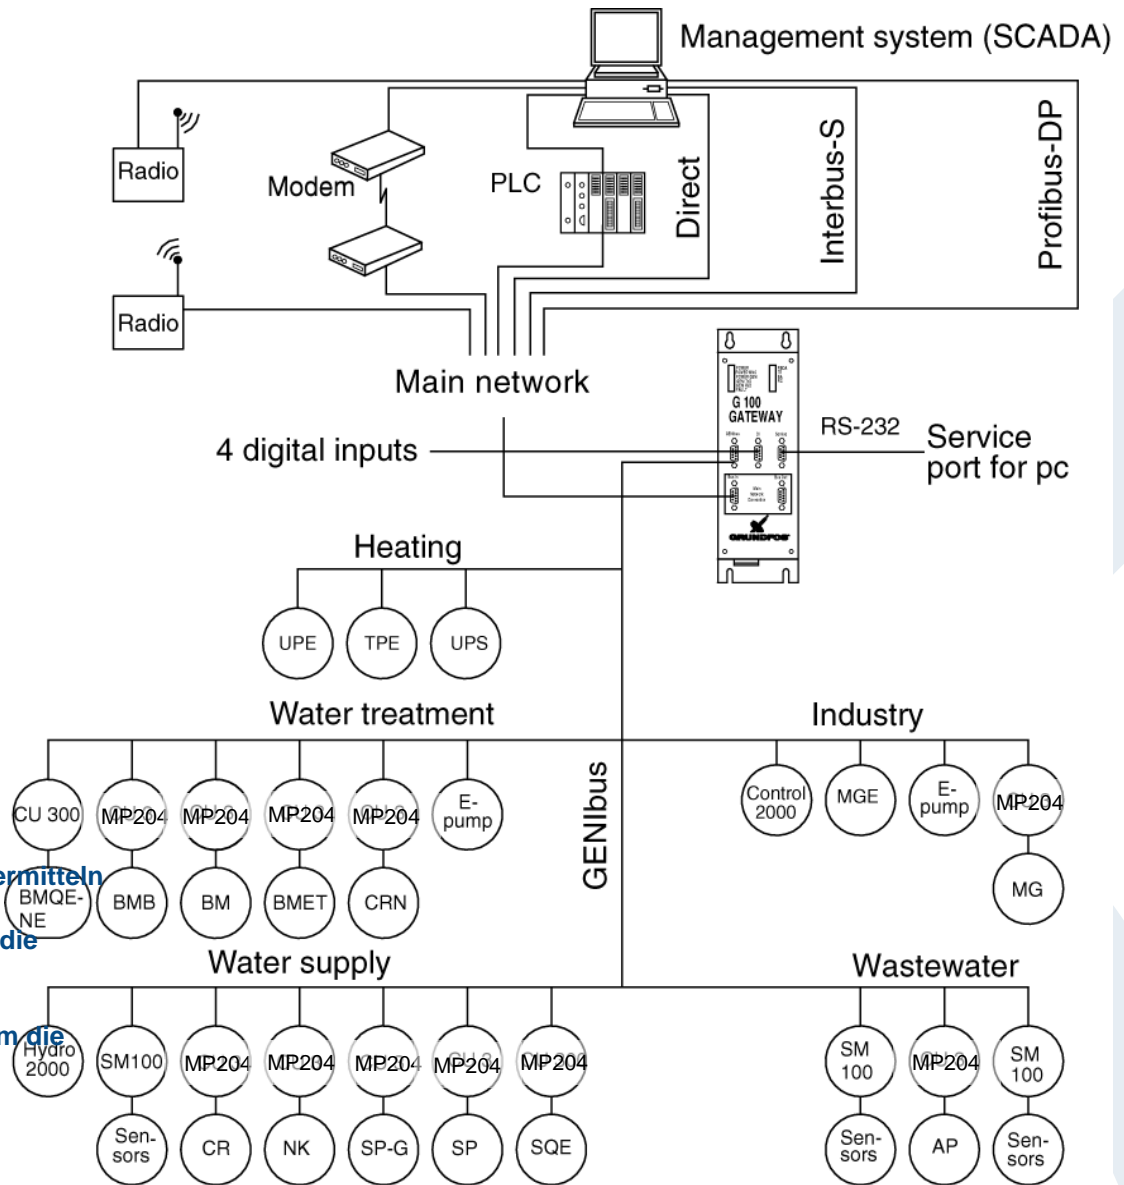 Management system (SCADA)
Radio
Modem
PLC
Direct
Interbus-S
Profibus-DP
Radio
Main network
G 100
GATEWAY
4 digital inputs
RS-232
Service
port for pc
GRUNDFOS
Heating
UPE
TPE
UPS
Water treatment
Industry
GENIbus
CU 300
MP204
MP204
MP204
MP204
E-
pump
Control
2000
MGE
E-
pump
MP204
ermitteln
BMQE-
NE
BMB
BM
BMET
CRN
MG
die
Water supply
Wastewater
m die
Hydro
2000
SM100
MP204
MP204
MP204
MP204
MP204
SM
100
MP204
SM
100
Sen-
sors
CR
NK
SP-G
SP
SQE
Sen-
sors
AP
Sen-
sors